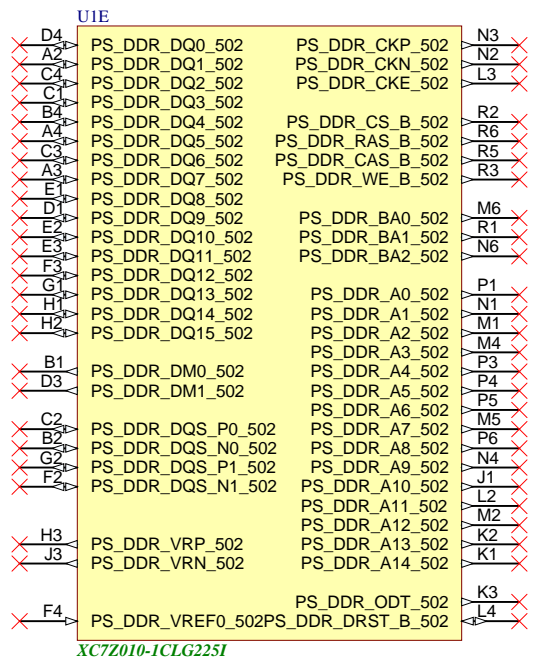 U1E
D4 PS_DDR_DQ0_502 PS_DDR_CKP_502 N3
A2 PS_DDR_DQ1_502 PS_DDR_CKN_502 N2
C4 PS_DDR_DQ2_502 PS_DDR_CKE_502 L3
C1 PS_DDR_DQ3_502
B4 PS_DDR_DQ4_502 PS_DDR_CS_B_502 R2
A4 PS_DDR_DQ5_502 PS_DDR_RAS_B_502 R6
C3 PS_DDR_DQ6_502 PS_DDR_CAS_B_502 R5
A3 PS_DDR_DQ7_502 PS_DDR_WE_B_502 R3
E1 PS_DDR_DQ8_502
D1 PS_DDR_DQ9_502 PS_DDR_BA0_502 M6
E2 PS_DDR_DQ10_502 PS_DDR_BA1_502 R1
E3 PS_DDR_DQ11_502 PS_DDR_BA2_502 N6
F3 PS_DDR_DQ12_502
G1 PS_DDR_DQ13_502 PS_DDR_A0_502 P1
H1 PS_DDR_DQ14_502 PS_DDR_A1_502 N1
H2 PS_DDR_DQ15_502 PS_DDR_A2_502 M1
PS_DDR_A3_502 M4
B1 PS_DDR_DM0_502 PS_DDR_A4_502 P3
D3 PS_DDR_DM1_502 PS_DDR_A5_502 P4
PS_DDR_A6_502 P5
C2 PS_DDR_DQS_P0_502 PS_DDR_A7_502 M5
B2 PS_DDR_DQS_N0_502 PS_DDR_A8_502 P6
G2 PS_DDR_DQS_P1_502 PS_DDR_A9_502 N4
F2 PS_DDR_DQS_N1_502 PS_DDR_A10_502 J1
PS_DDR_A11_502 L2
PS_DDR_A12_502 M2
H3 PS_DDR_VRP_502 PS_DDR_A13_502 K2
J3 PS_DDR_VRN_502 PS_DDR_A14_502 K1
PS_DDR_ODT_502 K3
F4 PS_DDR_VREF0_502 PS_DDR_DRST_B_502 L4
XC7Z010-1CLG225I